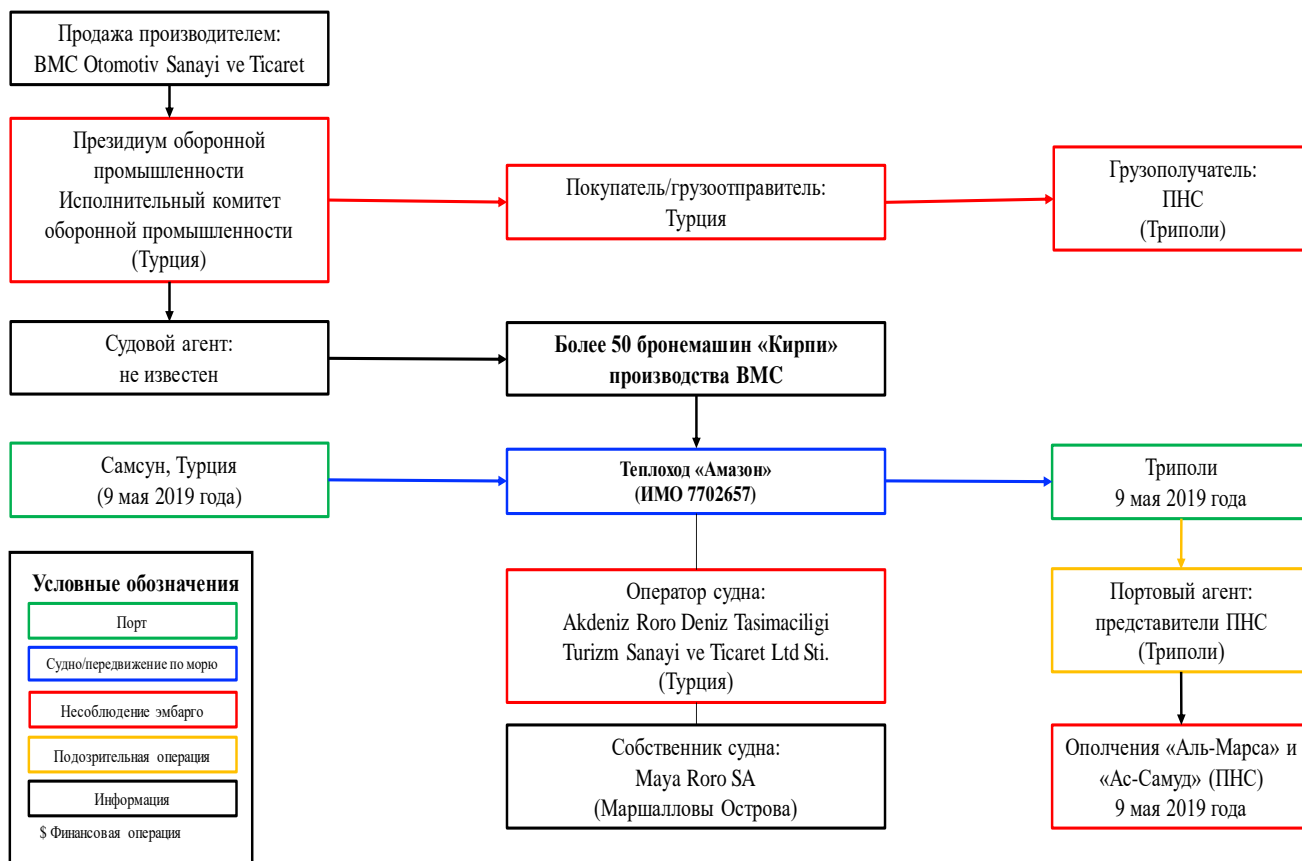 Продажа производителем:
BMC Otomotiv Sanayi ve Ticaret
Президиум оборонной
промышленности
Исполнительный комитет
оборонной промышленности
(Турция)
Покупатель/грузоотправитель:
Турция
Грузополучатель:
ПНС
(Триполи)
Судовой агент:
не известен
Более 50 бронемашин «Кирпи»
производства BMC
Самсун, Турция
(9 мая 2019 года)
Теплоход «Амазон»
(ИМО 7702657)
Триполи
9 мая 2019 года
Условные обозначения
Порт
Судно/передвижение по морю
Несоблюдение эмбарго
Подозрительная операция
Информация
$ Финансовая операция
Оператор судна:
Akdeniz Roro Deniz Tasimaciligi
Turizm Sanayi ve Ticaret Ltd Sti.
(Турция)
Портовый агент:
представители ПНС
(Триполи)
Собственник судна:
Maya Roro SA
(Маршалловы Острова)
Ополчения «Аль-Марса» и
«Ас-Самуд» (ПНС)
9 мая 2019 года